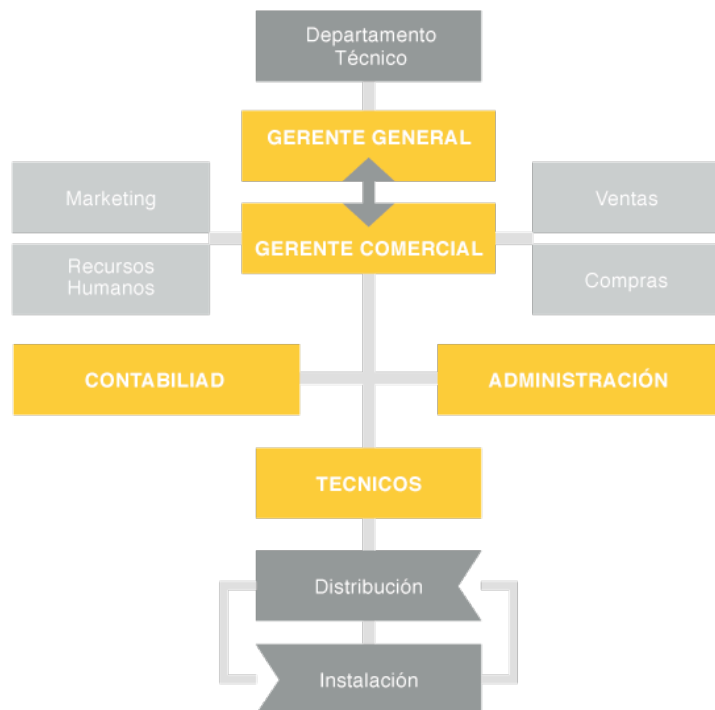 Departamento
Técnico
GERENTE GENERAL
Marketing
Ventas
GERENTE COMERCIAL
Recursos
Humanos
Compras
CONTABILIAD
ADMINISTRACIÓN
TECNICOS
Distribución
Instalación